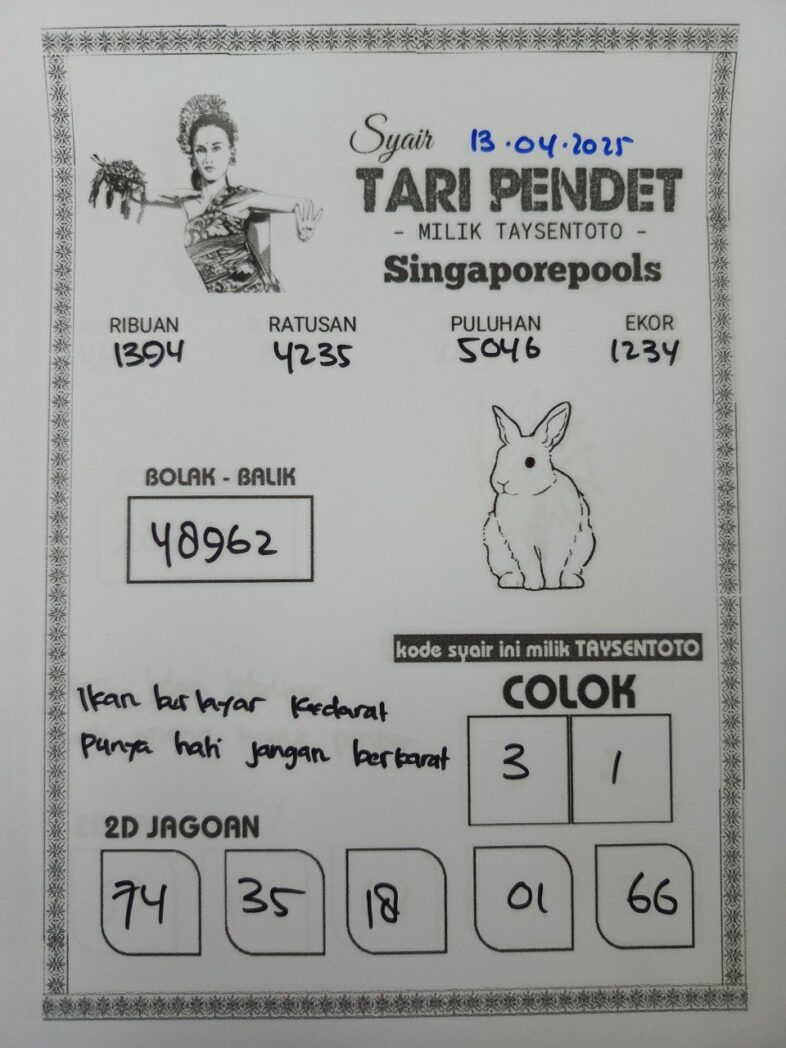 Syair 13.04.2025
TARI PENDET
- MILIK TAYSENTOTO -
Singaporepools
RIBUAN RATUSAN PULUHAN EKOR
1394 4235 5046 1234
BOLAK - BALIK
48962
kode syair ini milik TAYSENTOTO
COLOK
3 1
Ikan berlayar kedarat
Punya hati jangan berkarat
2D JAGOAN
74 35 18 01 66